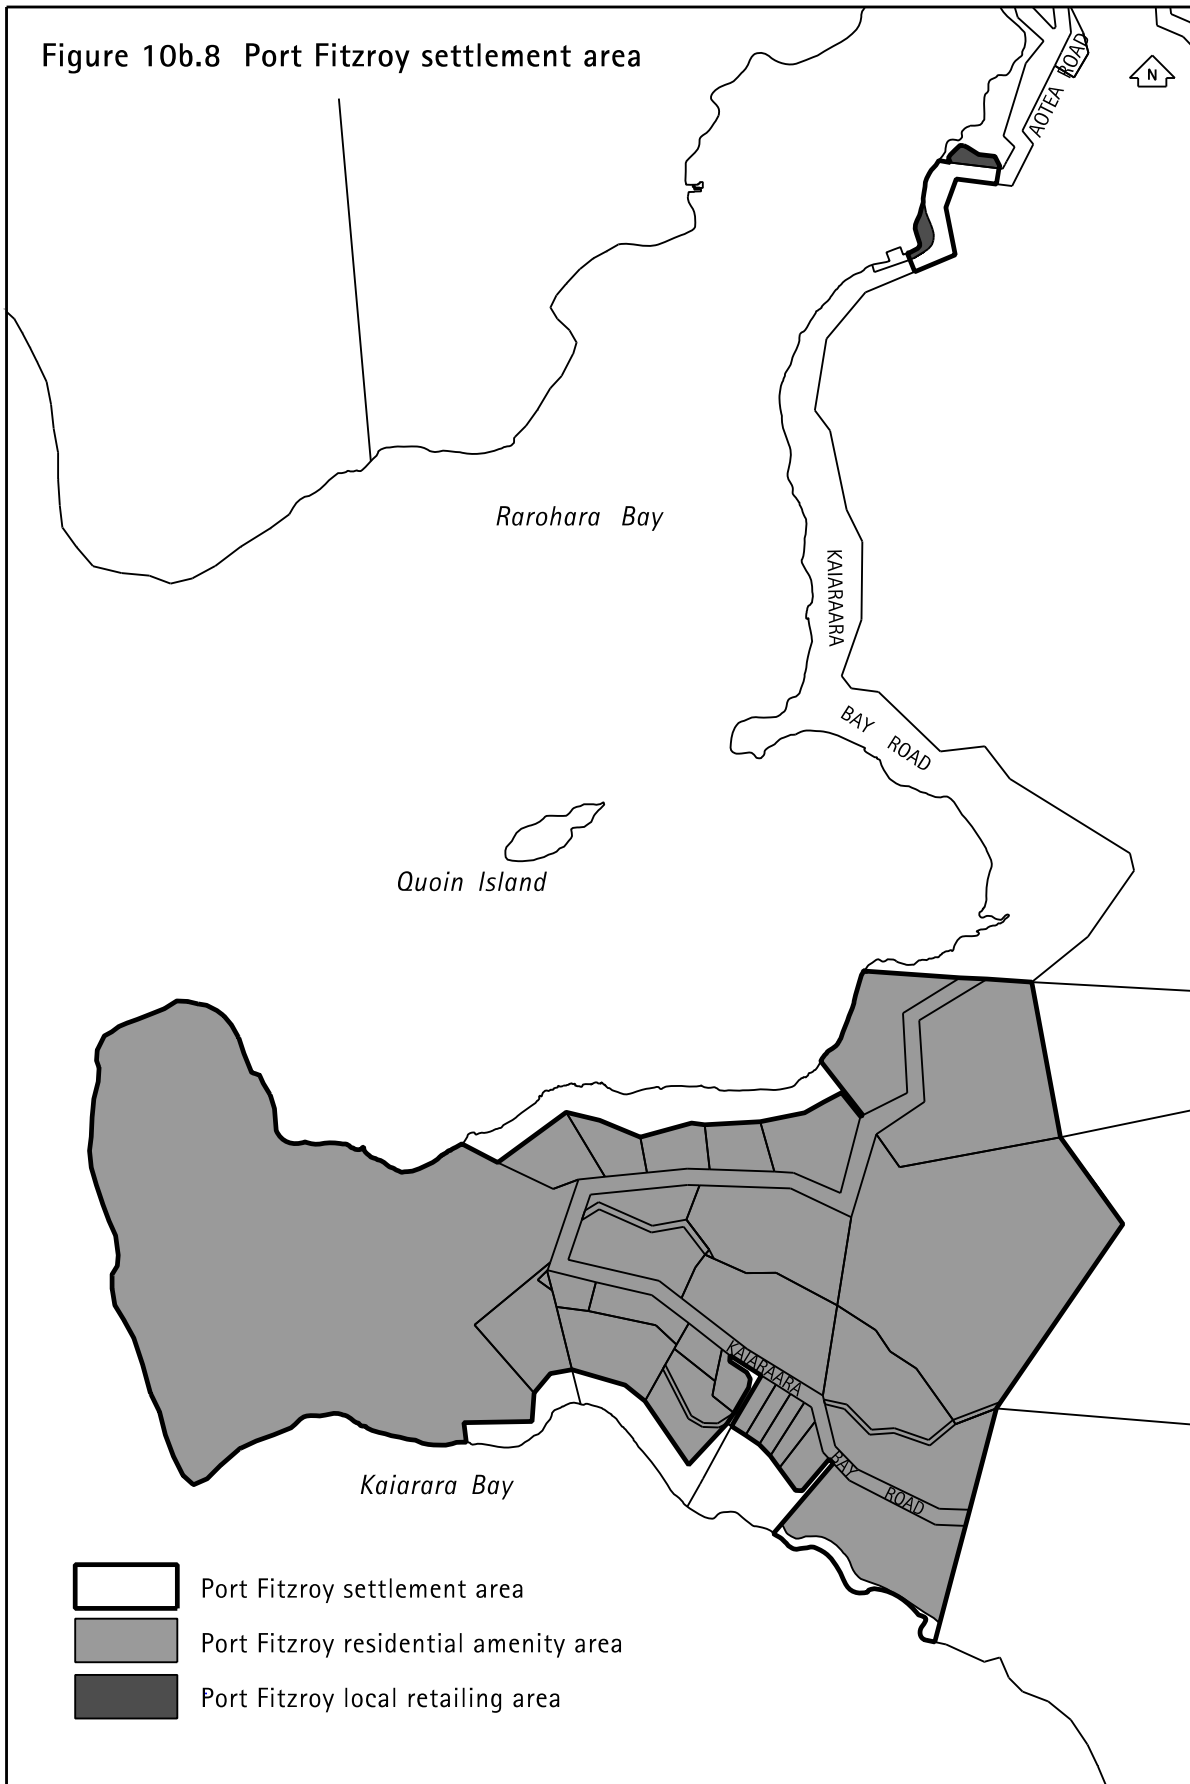 Figure 10b.8 Port Fitzroy settlement area
N
AOTEA ROAD
Rarohara Bay
KAIARAARA
BAY ROAD
Quoin Island
KAIARAARA
BAY
ROAD
Kaiarara Bay
Port Fitzroy settlement area
Port Fitzroy residential amenity area
Port Fitzroy local retailing area